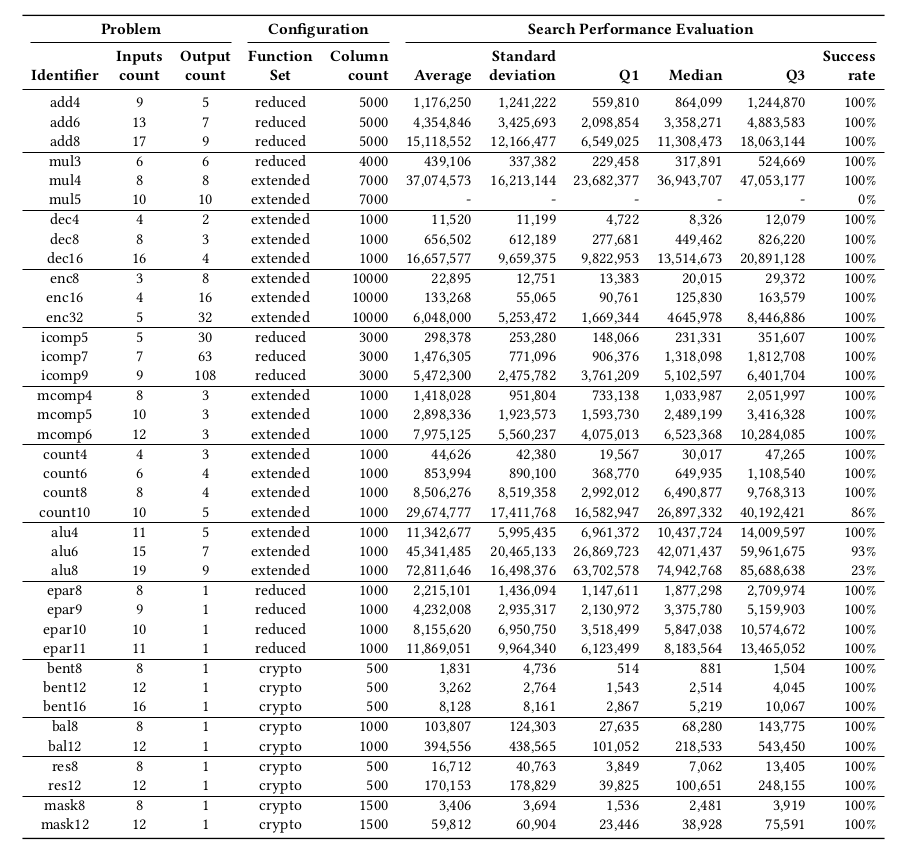 Problem Configuration Search Performance Evaluation
Inputs Output Function Column Standard Success
Identifier count count Set count Average deviation Q1 Median Q3 rate
add4 9 5 reduced 5000 1,176,250 1,241,222 559,810 864,099 1,244,870 100%
add6 13 7 reduced 5000 4,354,846 3,425,693 2,098,854 3,358,271 4,883,583 100%
add8 17 9 reduced 5000 15,118,552 12,166,477 6,549,025 11,308,473 18,063,144 100%
mul3 6 6 reduced 4000 439,106 337,382 229,458 317,891 524,669 100%
mul4 8 8 extended 7000 37,074,573 16,213,144 23,682,377 36,943,707 47,053,177 100%
mul5 10 10 extended 7000 - - - - - 0%
dec4 4 2 extended 1000 11,520 11,199 4,722 8,326 12,079 100%
dec8 8 3 extended 1000 656,502 612,189 277,681 449,462 826,220 100%
dec16 16 4 extended 1000 16,657,577 9,659,375 9,822,953 13,514,673 20,891,128 100%
enc8 3 8 extended 10000 22,895 12,751 13,383 20,015 29,372 100%
enc16 4 16 extended 10000 133,268 55,065 90,761 125,830 163,579 100%
enc32 5 32 extended 10000 6,048,000 5,253,472 1,669,344 4645,978 8,446,886 100%
icomp5 5 30 reduced 3000 298,378 253,280 148,066 231,331 351,607 100%
icomp7 7 63 reduced 3000 1,476,305 771,096 906,376 1,318,098 1,812,708 100%
icomp9 9 108 reduced 3000 5,472,300 2,475,782 3,761,209 5,102,597 6,401,704 100%
mcomp4 8 3 extended 1000 1,418,028 951,804 733,138 1,033,987 2,051,997 100%
mcomp5 10 3 extended 1000 2,898,336 1,923,573 1,593,730 2,489,199 3,416,328 100%
mcomp6 12 3 extended 1000 7,975,125 5,560,237 4,075,013 6,523,368 10,284,085 100%
count4 4 3 extended 1000 44,626 42,380 19,567 30,017 47,265 100%
count6 6 4 extended 1000 853,994 890,100 368,770 649,935 1,108,540 100%
count8 8 4 extended 1000 8,506,276 8,519,358 2,992,012 6,490,877 9,768,313 100%
count10 10 5 extended 1000 29,674,777 17,411,768 16,582,947 26,897,332 40,192,421 86%
alu4 11 5 extended 1000 11,342,677 5,995,435 6,961,372 10,437,724 14,009,597 100%
alu6 15 7 extended 1000 45,341,485 20,465,133 26,869,723 42,071,437 59,961,675 93%
alu8 19 9 extended 1000 72,811,646 16,498,376 63,702,578 74,942,768 85,688,638 23%
epar8 8 1 reduced 1000 2,215,101 1,436,094 1,147,611 1,877,298 2,709,974 100%
epar9 9 1 reduced 1000 4,232,008 2,935,317 2,130,972 3,375,780 5,159,903 100%
epar10 10 1 reduced 1000 8,155,620 6,950,750 3,518,499 5,847,038 10,574,672 100%
epar11 11 1 reduced 1000 11,869,051 9,964,340 6,123,499 8,183,564 13,465,052 100%
bent8 8 1 crypto 500 1,831 4,736 514 881 1,504 100%
bent12 12 1 crypto 500 3,262 2,764 1,543 2,514 4,045 100%
bent16 16 1 crypto 500 8,128 8,161 2,867 5,219 10,067 100%
bal8 8 1 crypto 1000 103,807 124,303 27,635 68,280 143,775 100%
bal12 12 1 crypto 1000 394,556 438,565 101,052 218,533 543,450 100%
res8 8 1 crypto 500 16,712 40,763 3,849 7,062 13,405 100%
res12 12 1 crypto 500 170,153 178,829 39,825 100,651 248,155 100%
mask8 8 1 crypto 1500 3,406 3,694 1,536 2,481 3,919 100%
mask12 12 1 crypto 1500 59,812 60,904 23,446 38,928 75,591 100%